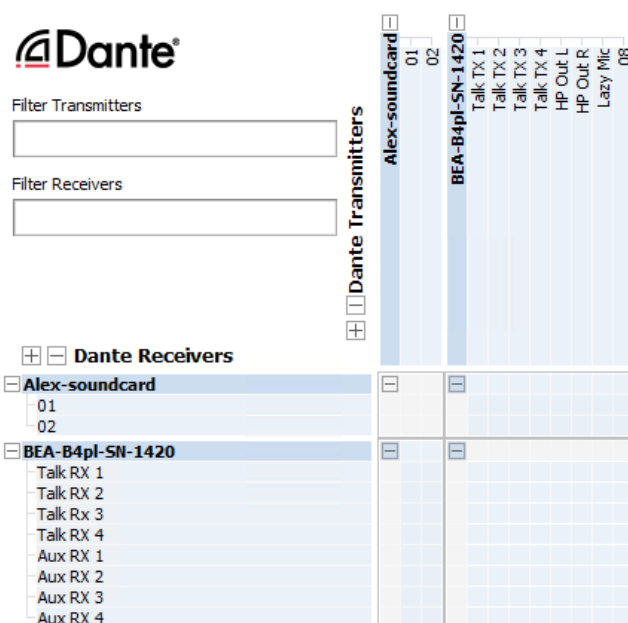 Dante®
Filter Transmitters
Filter Receivers
Dante Transmitters
Alex-soundcard
01
02
BEA-B4pl-SN-1420
Talk TX 1
Talk TX 2
Talk TX 3
Talk TX 4
HP Out L
HP Out R
Lazy Mic
08
Dante Receivers
Alex-soundcard
01
02
BEA-B4pl-SN-1420
Talk RX 1
Talk RX 2
Talk Rx 3
Talk RX 4
Aux RX 1
Aux RX 2
Aux RX 3
Aux RX 4